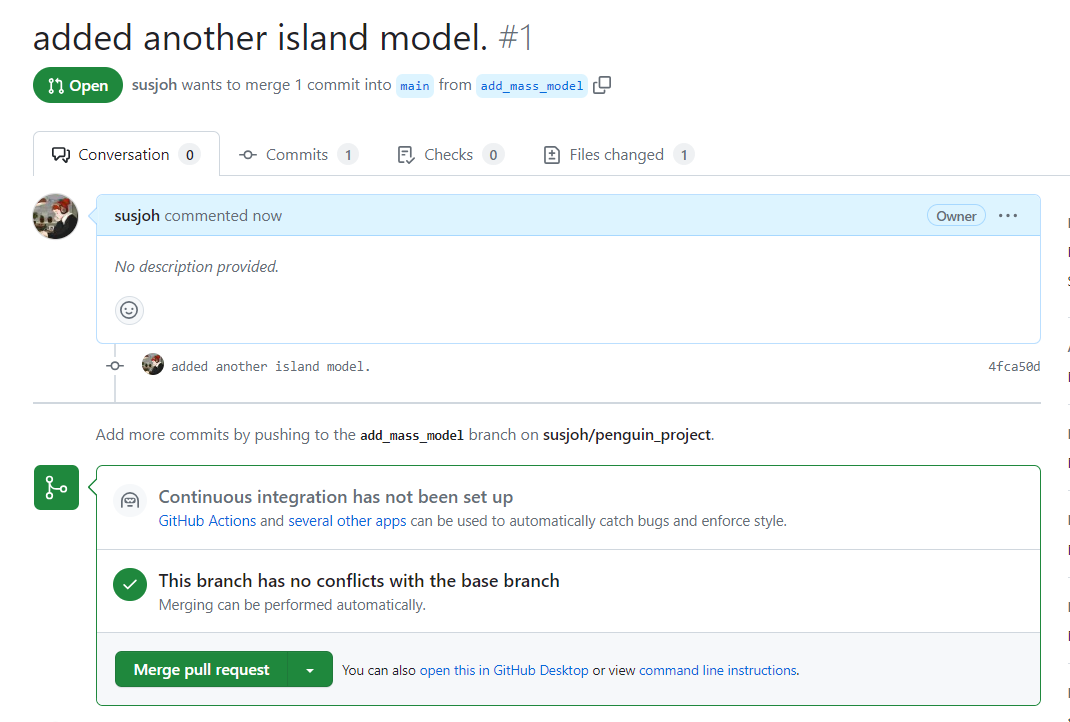 added another island model. #1
Open susjoh wants to merge 1 commit into main from add_mass_model
Conversation 0 Commits 1 Checks 0 Files changed 1
susjoh commented now Owner
No description provided.
added another island model. 4fca50d
Add more commits by pushing to the add_mass_model branch on susjoh/penguin_project.
Continuous integration has not been set up
GitHub Actions and several other apps can be used to automatically catch bugs and enforce style.
This branch has no conflicts with the base branch
Merging can be performed automatically.
Merge pull request You can also open this in GitHub Desktop or view command line instructions.